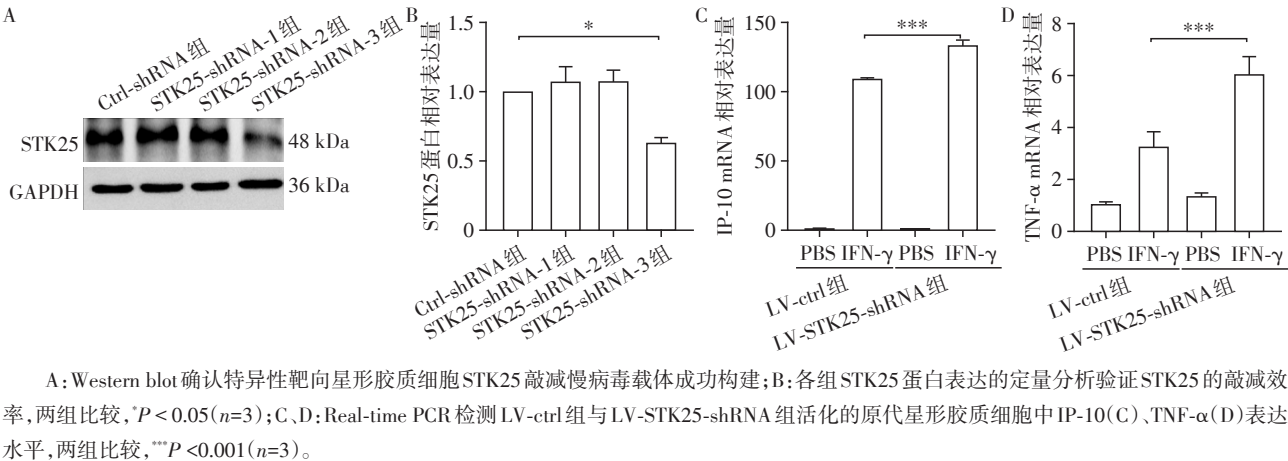 A
Ctrl-shRNA组
STK25-shRNA-1组
STK25-shRNA-2组
STK25-shRNA-3组
STK25
48 kDa
GAPDH
36 kDa
B
STK25蛋白相对表达量
1.5
1.0
0.5
0
*
Ctrl-shRNA组
STK25-shRNA-1组
STK25-shRNA-2组
STK25-shRNA-3组
C
IP-10 mRNA相对表达量
150
100
50
0
***
PBS IFN-γ PBS IFN-γ
LV-ctrl组
LV-STK25-shRNA组
D
TNF-α mRNA相对表达量
8
6
4
2
0
***
PBS IFN-γ PBS IFN-γ
LV-ctrl组
LV-STK25-shRNA组
A:Western blot确认特异性靶向星形胶质细胞STK25敲减慢病毒载体成功构建;B:各组STK25蛋白表达的定量分析验证STK25的敲减效
率,两组比较,*P < 0.05(n=3);C、D:Real-time PCR检测LV-ctrl组与LV-STK25-shRNA组活化的原代星形胶质细胞中IP-10(C)、TNF-α(D)表达
水平,两组比较,***P <0.001(n=3)。